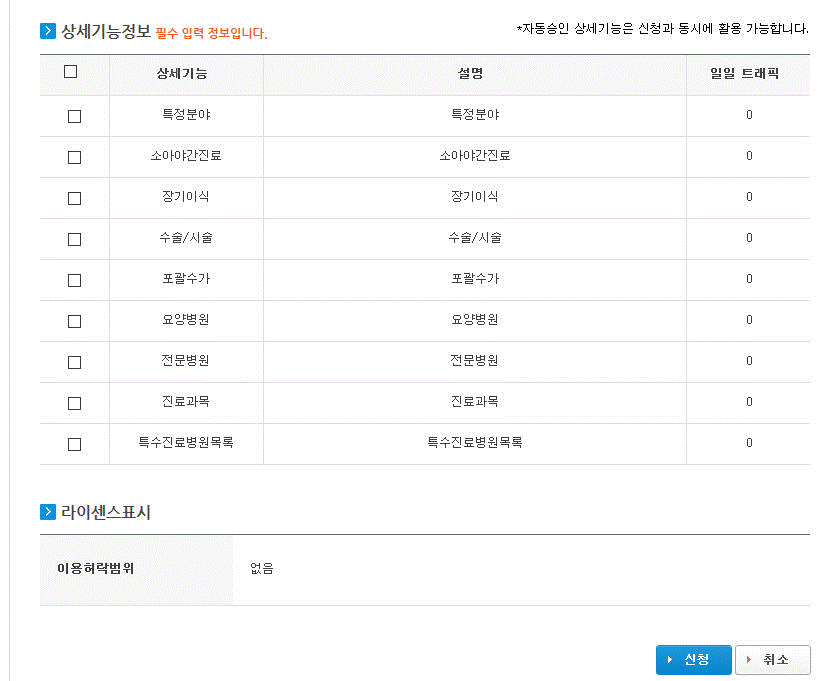 상세기능정보 필수 입력 정보입니다.
*자동승인 상세기능은 신청과 동시에 활용 가능합니다.
상세기능 설명 일일 트래픽
특정분야 특정분야 0
소아야간진료 소아야간진료 0
장기이식 장기이식 0
수술/시술 수술/시술 0
포괄수가 포괄수가 0
요양병원 요양병원 0
전문병원 전문병원 0
진료과목 진료과목 0
특수진료병원목록 특수진료병원목록 0
라이센스표시
이용허락범위 없음
신청 취소